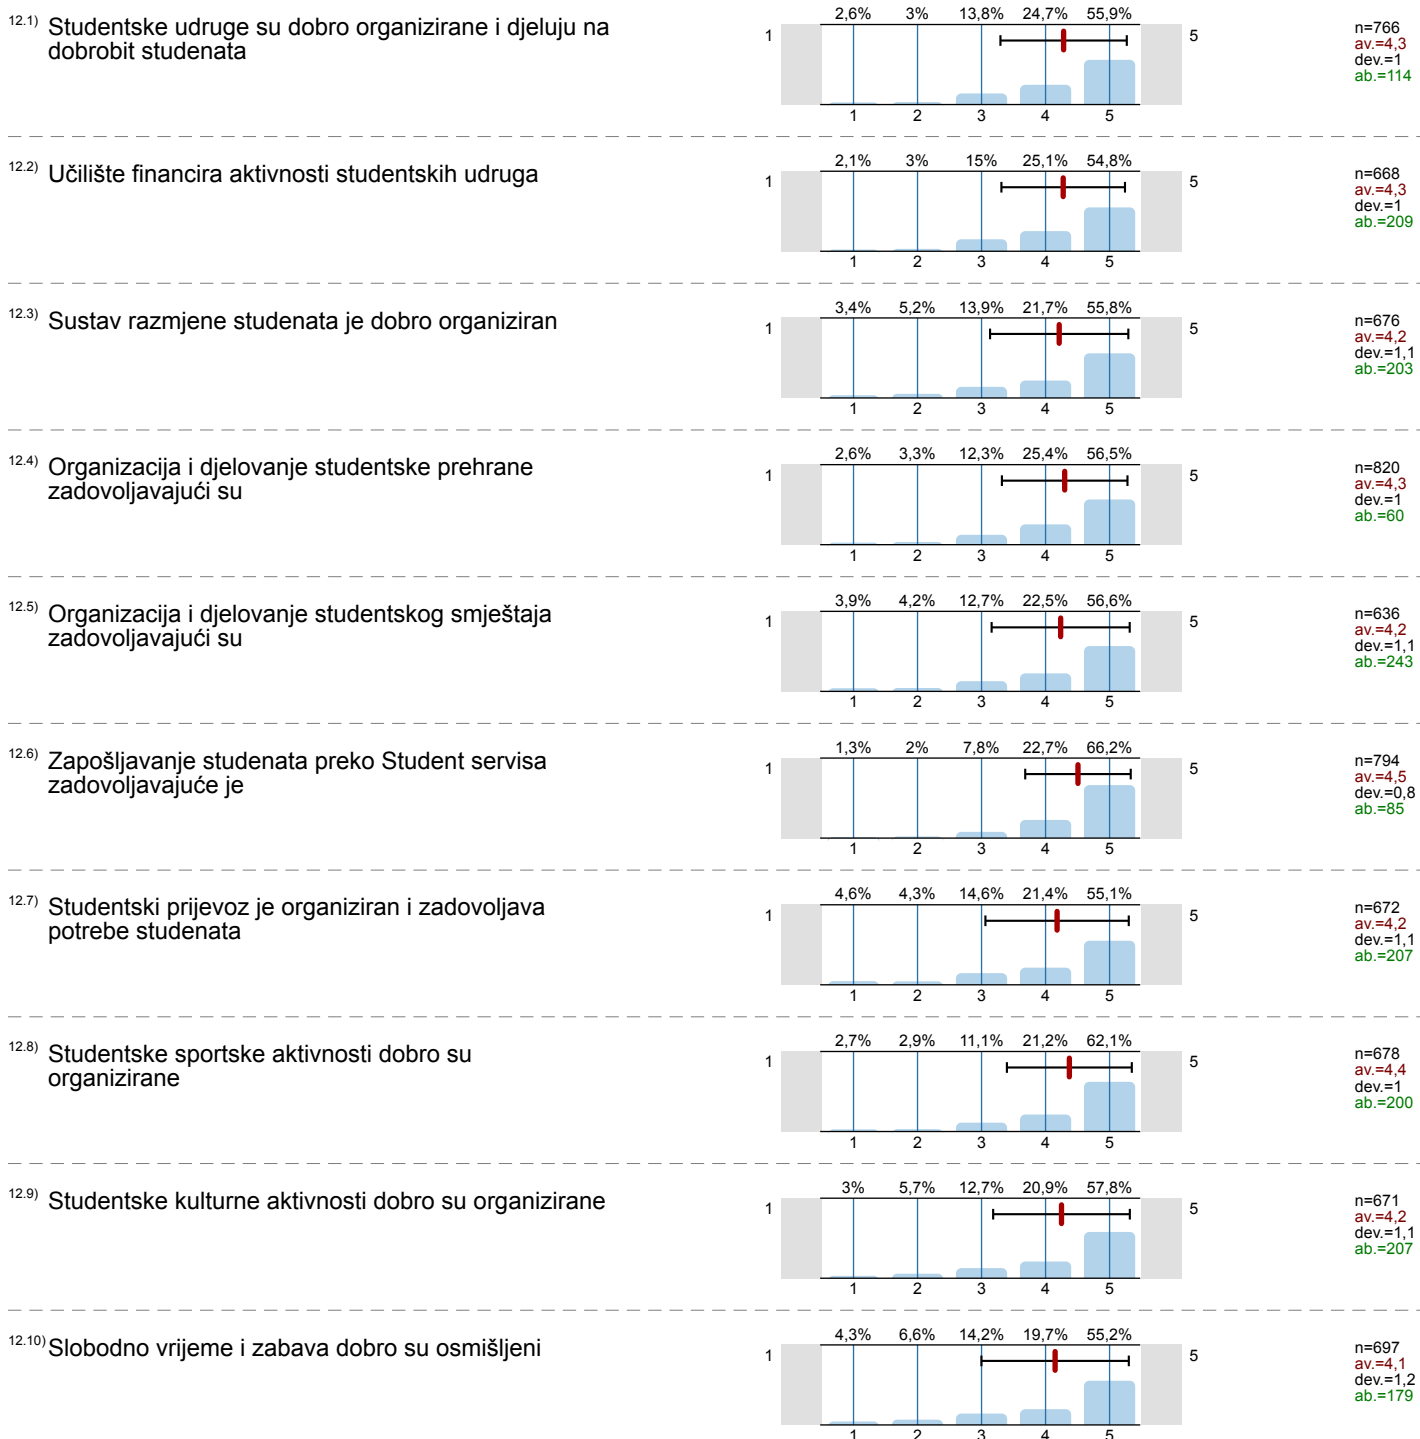 12.1) Studentske udruge su dobro organizirane i djeluju na
dobrobit studenata
2,6% 3% 13,8% 24,7% 55,9%
1 5
1 2 3 4 5
n=766
av.=4,3
dev.=1
ab.=114
12.2) Učilište financira aktivnosti studentskih udruga
2,1% 3% 15% 25,1% 54,8%
1 5
1 2 3 4 5
n=668
av.=4,3
dev.=1
ab.=209
12.3) Sustav razmjene studenata je dobro organiziran
3,4% 5,2% 13,9% 21,7% 55,8%
1 5
1 2 3 4 5
n=676
av.=4,2
dev.=1,1
ab.=203
12.4) Organizacija i djelovanje studentske prehrane
zadovoljavajući su
2,6% 3,3% 12,3% 25,4% 56,5%
1 5
1 2 3 4 5
n=820
av.=4,3
dev.=1
ab.=60
12.5) Organizacija i djelovanje studentskog smještaja
zadovoljavajući su
3,9% 4,2% 12,7% 22,5% 56,6%
1 5
1 2 3 4 5
n=636
av.=4,2
dev.=1,1
ab.=243
12.6) Zapošljavanje studenata preko Student servisa
zadovoljavajuće je
1,3% 2% 7,8% 22,7% 66,2%
1 5
1 2 3 4 5
n=794
av.=4,5
dev.=0,8
ab.=85
12.7) Studentski prijevoz je organiziran i zadovoljava
potrebe studenata
4,6% 4,3% 14,6% 21,4% 55,1%
1 5
1 2 3 4 5
n=672
av.=4,2
dev.=1,1
ab.=207
12.8) Studentske sportske aktivnosti dobro su
organizirane
2,7% 2,9% 11,1% 21,2% 62,1%
1 5
1 2 3 4 5
n=678
av.=4,4
dev.=1
ab.=200
12.9) Studentske kulturne aktivnosti dobro su organizirane
3% 5,7% 12,7% 20,9% 57,8%
1 5
1 2 3 4 5
n=671
av.=4,2
dev.=1,1
ab.=207
12.10) Slobodno vrijeme i zabava dobro su osmišljeni
4,3% 6,6% 14,2% 19,7% 55,2%
1 5
1 2 3 4 5
n=697
av.=4,1
dev.=1,2
ab.=179